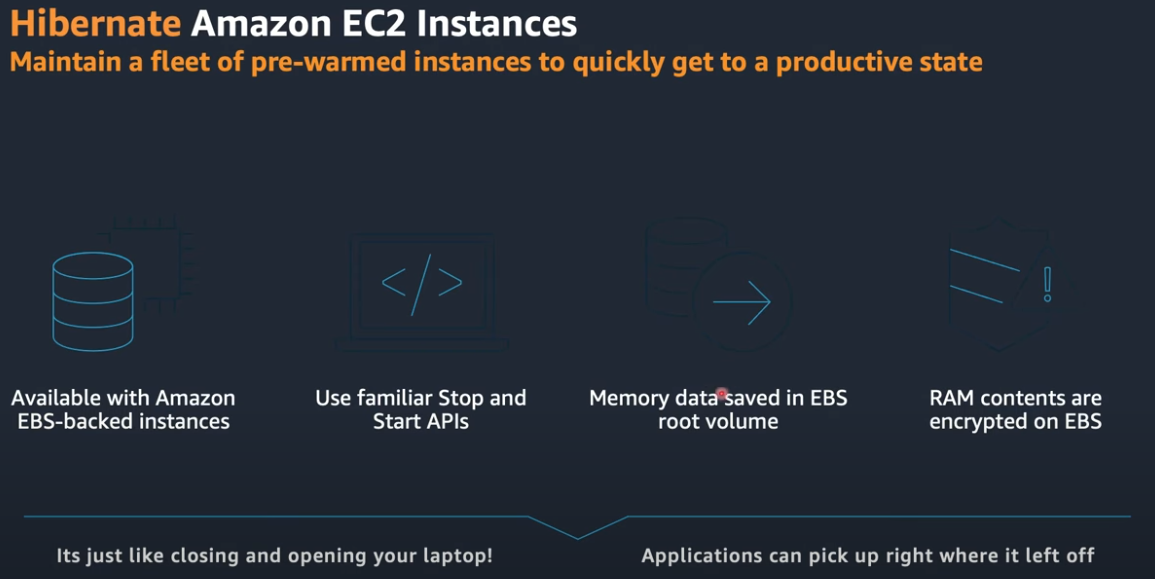 Hibernate Amazon EC2 Instances
Maintain a fleet of pre-warmed instances to quickly get to a productive state
</>
Available with Amazon
EBS-backed instances
Use familiar Stop and
Start APIs
Memory data saved in EBS
root volume
RAM contents are
encrypted on EBS
Its just like closing and opening your laptop!
Applications can pick up right where it left off